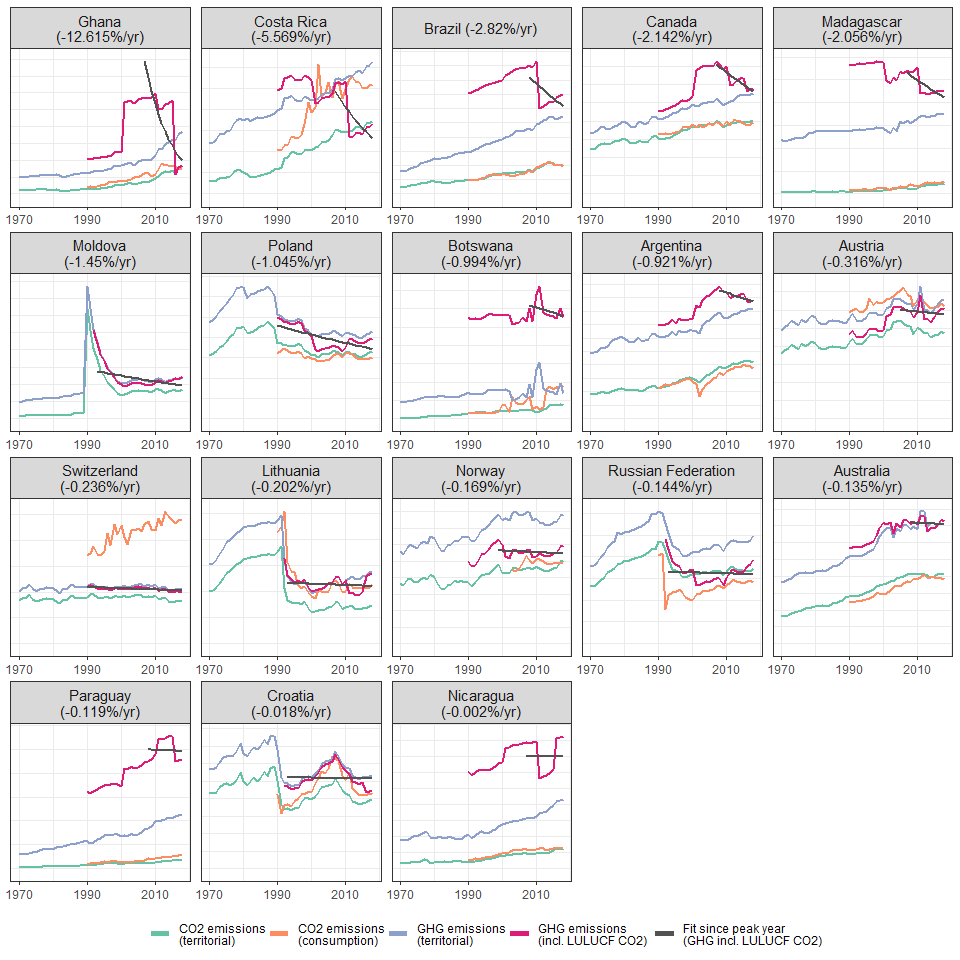 Ghana
(-12.615%/yr)
Costa Rica
(-5.569%/yr)
Brazil (-2.82%/yr)
Canada
(-2.142%/yr)
Madagascar
(-2.056%/yr)
1970 1990 2010
1970 1990 2010
1970 1990 2010
1970 1990 2010
1970 1990 2010
Moldova
(-1.45%/yr)
Poland
(-1.045%/yr)
Botswana
(-0.994%/yr)
Argentina
(-0.921%/yr)
Austria
(-0.316%/yr)
1970 1990 2010
1970 1990 2010
1970 1990 2010
1970 1990 2010
1970 1990 2010
Switzerland
(-0.236%/yr)
Lithuania
(-0.202%/yr)
Norway
(-0.169%/yr)
Russian Federation
(-0.144%/yr)
Australia
(-0.135%/yr)
1970 1990 2010
1970 1990 2010
1970 1990 2010
1970 1990 2010
1970 1990 2010
Paraguay
(-0.119%/yr)
Croatia
(-0.018%/yr)
Nicaragua
(-0.002%/yr)
1970 1990 2010
1970 1990 2010
1970 1990 2010
CO2 emissions
(territorial)
CO2 emissions
(consumption)
GHG emissions
(territorial)
GHG emissions
(incl. LULUCF CO2)
Fit since peak year
(GHG incl. LULUCF CO2)